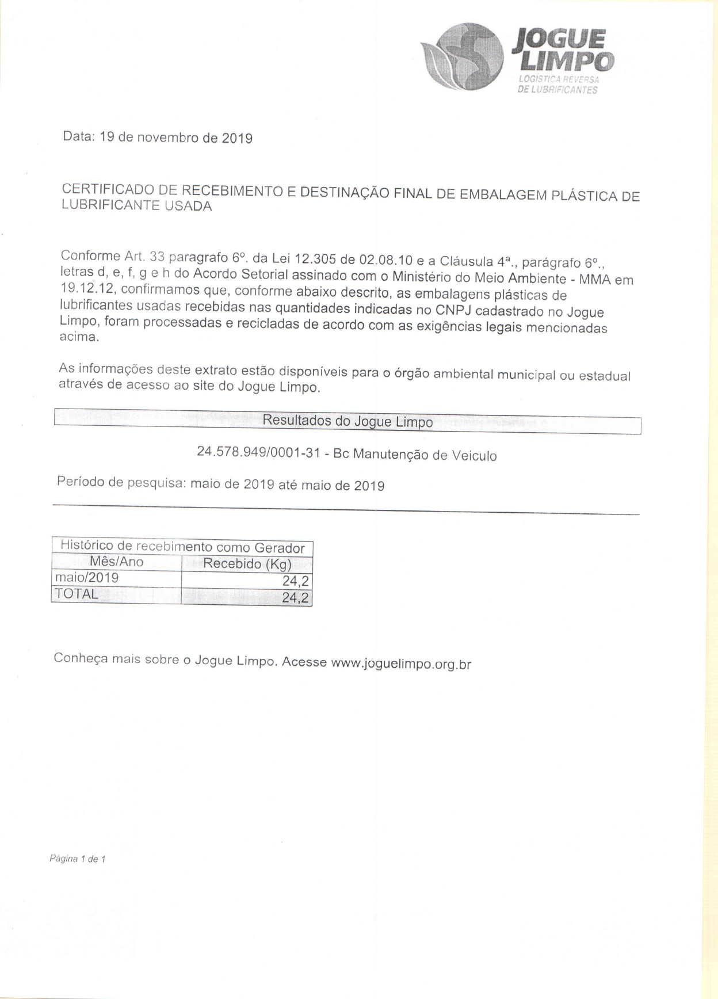 JOGUE
LIMPO
LOGÍSTICA REVERSA
DE LUBRIFICANTES
Data: 19 de novembro de 2019
CERTIFICADO DE RECEBIMENTO E DESTINAÇÃO FINAL DE EMBALAGEM PLÁSTICA DE
LUBRIFICANTE USADA
Conforme Art. 33 paragrafo 6º. da Lei 12.305 de 02.08.10 e a Cláusula 4ª., parágrafo 6º.,
letras d, e, f, g e h do Acordo Setorial assinado com o Ministério do Meio Ambiente - MMA em
19.12.12, confirmamos que, conforme abaixo descrito, as embalagens plásticas de
lubrificantes usadas recebidas nas quantidades indicadas no CNPJ cadastrado no Jogue
Limpo, foram processadas e recicladas de acordo com as exigências legais mencionadas
acima.
As informações deste extrato estão disponíveis para o órgão ambiental municipal ou estadual
através de acesso ao site do Jogue Limpo.
Resultados do Jogue Limpo
24.578.949/0001-31 - Bc Manutenção de Veiculo
Período de pesquisa: maio de 2019 até maio de 2019
Histórico de recebimento como Gerador
Mês/Ano Recebido (Kg)
maio/2019 24,2
TOTAL 24,2
Conheça mais sobre o Jogue Limpo. Acesse www.joguelimpo.org.br
Página 1 de 1